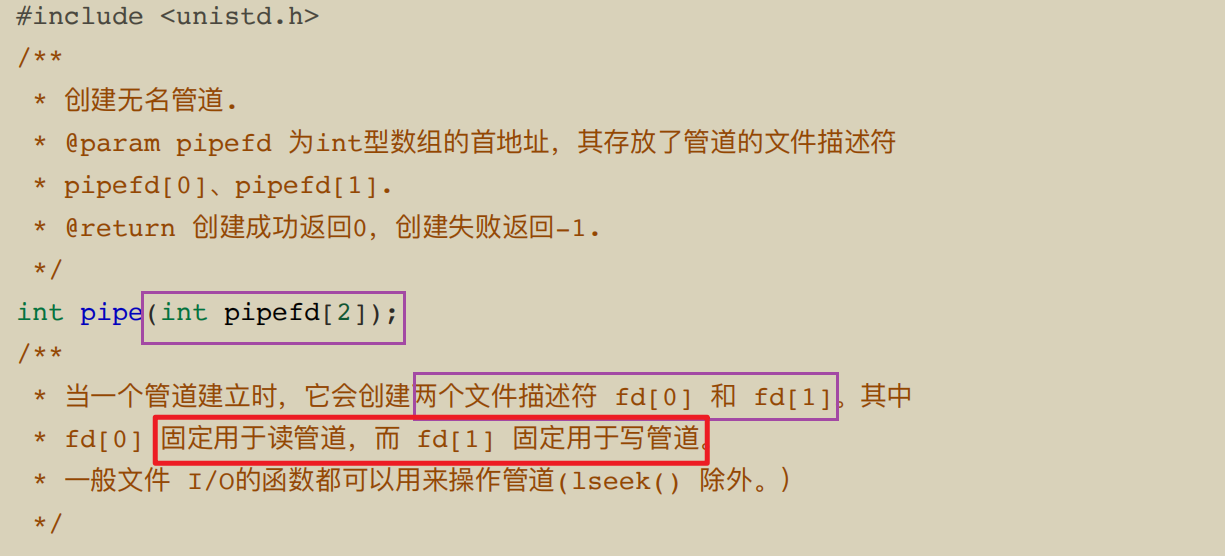 #include <unistd.h>
/**
 * 创建无名管道.
 * @param pipefd 为int型数组的首地址，其存放了管道的文件描述符
 * pipefd[0]、pipefd[1].
 * @return 创建成功返回0，创建失败返回-1.
 */
int pipe(int pipefd[2]);
/**
 * 当一个管道建立时，它会创建两个文件描述符 fd[0] 和 fd[1]。其中
 * fd[0] 固定用于读管道，而 fd[1] 固定用于写管道。
 * 一般文件 I/O的函数都可以用来操作管道(lseek() 除外。)
 */